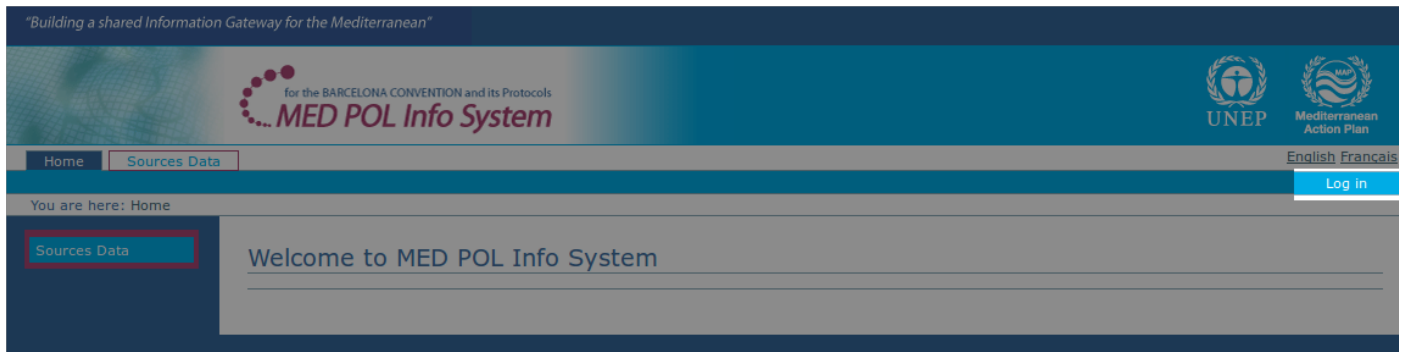 "Building a shared Information Gateway for the Mediterranean"
for the BARCELONA CONVENTION and its Protocols
MED POL Info System
UNEP
MAP
Mediterranean
Action Plan
Home Sources Data
English Francais
Log in
You are here: Home
Sources Data
Welcome to MED POL Info System